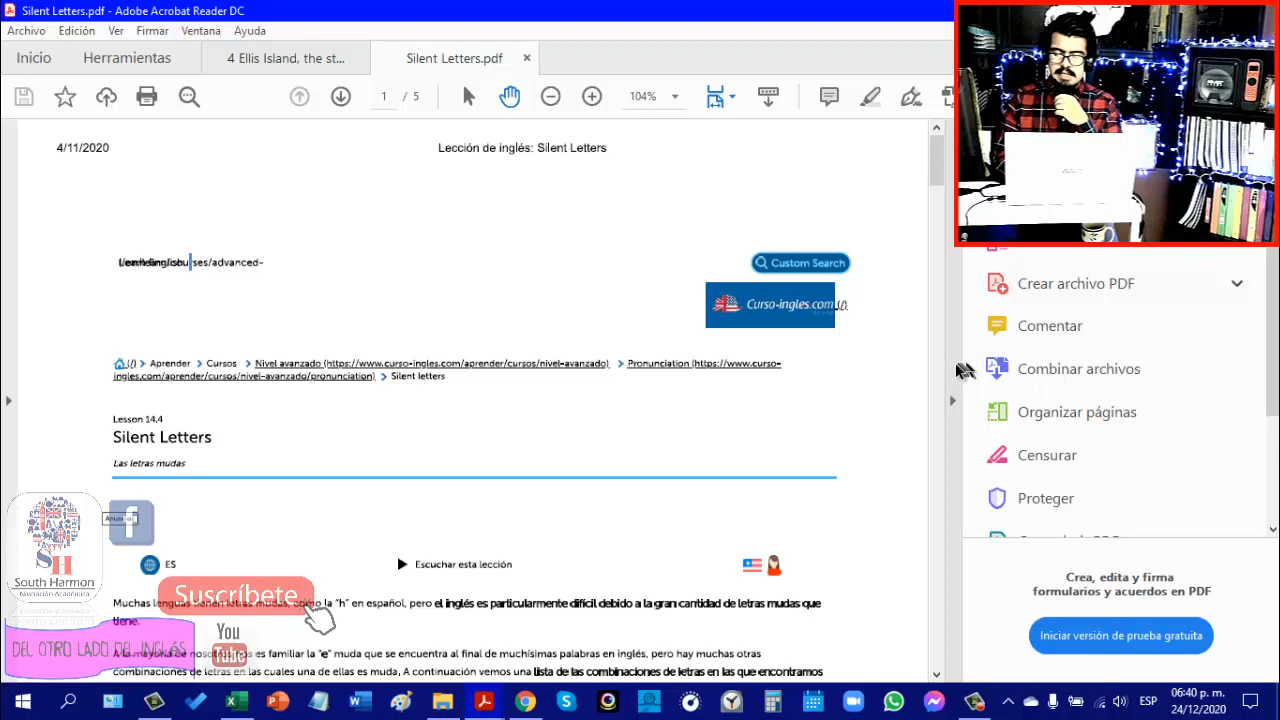 Silent Letters.pdf - Adobe Acrobat Reader DC
Archivo Edición Ver Firmar Ventana Ayuda
Inicio Herramientas 4 Ellis Island, the st... Silent Letters.pdf ×
1 / 5 104%
4/11/2020 Lección de inglés: Silent Letters
Custom Search
Curso-ingles.com
(/) Aprender Cursos Nivel avanzado (https://www.curso-ingles.com/aprender/cursos/nivel-avanzado) Pronunciation (https://www.curso-
ingles.com/aprender/cursos/nivel-avanzado/pronunciation) Silent letters
Lesson 14.4
Silent Letters
Las letras mudas
Anuncios
ES Escuchar esta lección
Muchas lenguas tienen letras mudas, como la "h" en español, pero el inglés es particularmente difícil debido a la gran cantidad de letras mudas que
tiene.
A la mayoría de nosotros nos es familiar la "e" muda que se encuentra al final de muchísimas palabras en inglés, pero hay muchas otras
combinaciones de letras en las cuales una de ellas es muda. A continuación vemos una lista de las combinaciones de letras en las que encontramos
SH
South Harmon
Nivelación Académica
Suscríbete
DEL OTRO LADO DEL INGLÉS
You
Tube
Crear archivo PDF
Comentar
Combinar archivos
Organizar páginas
Censurar
Proteger
Crea, edita y firma
formularios y acuerdos en PDF
Iniciar versión de prueba gratuita
ESP
06:40 p. m.
24/12/2020